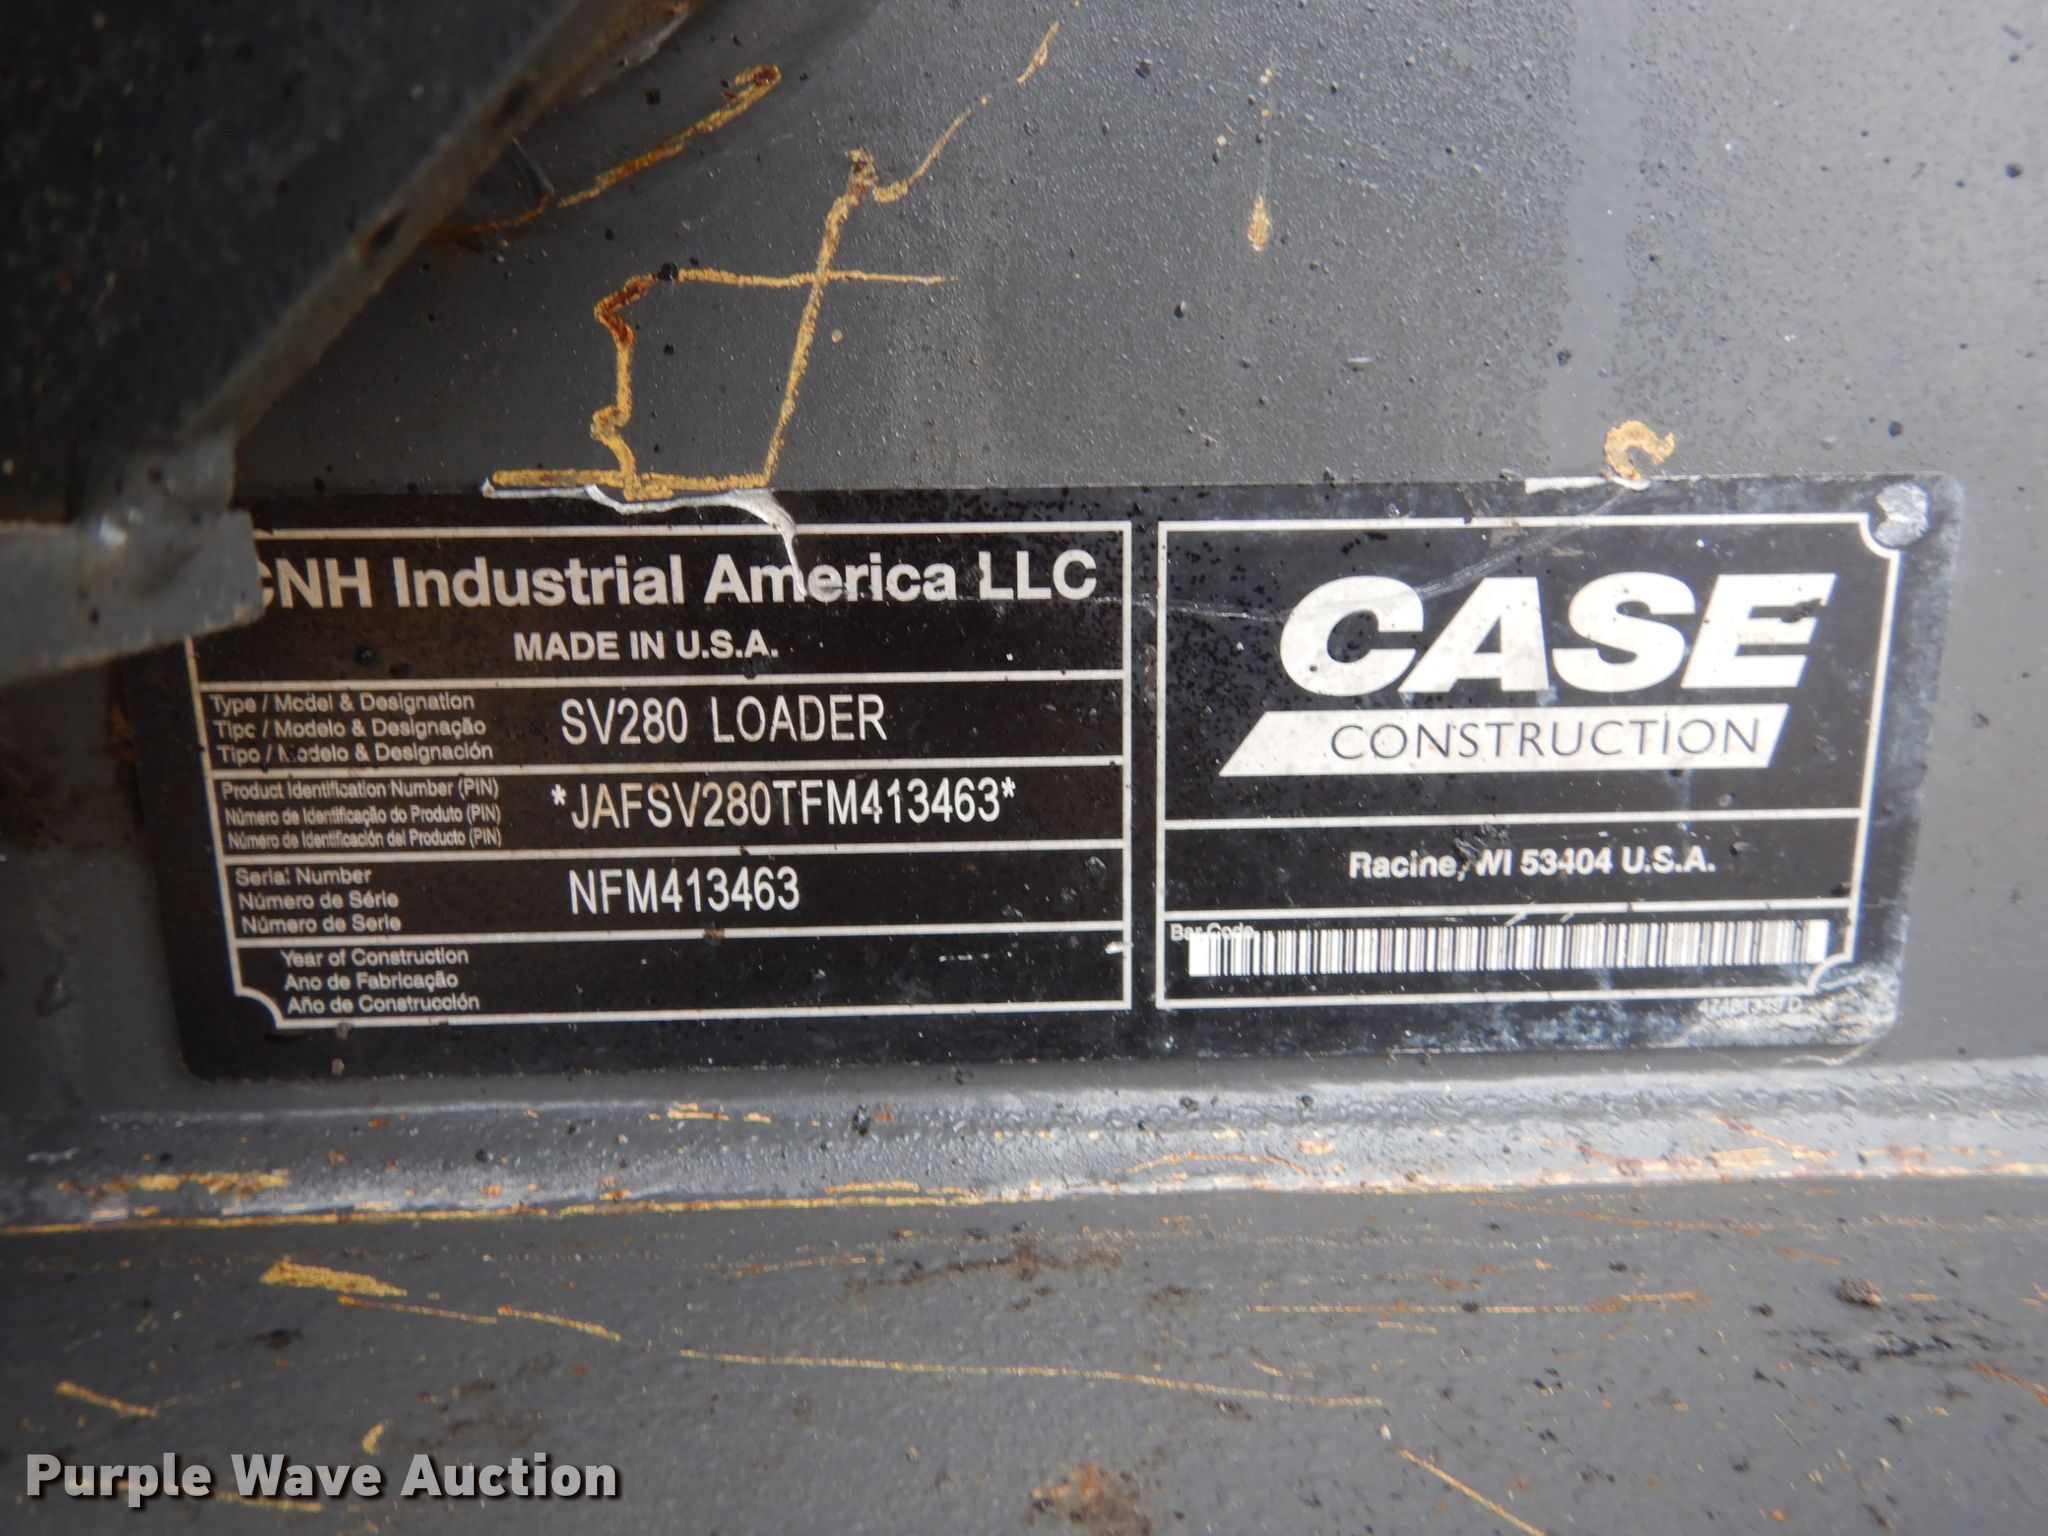 CNH Industrial America LLC
MADE IN U.S.A.
Type / Model & Designation
Tipo / Modelo & Designação
Tipo / Modelo & Designación
SV280 LOADER
Product Identification Number (PIN)
Número de Identificação do Produto (PIN)
Número de Identificación del Producto (PIN)
*JAFSV280TFM413463*
Serial Number
Número de Série
Número de Serie
NFM413463
Year of Construction
Ano de Fabricação
Año de Construcción
CASE
CONSTRUCTION
Racine, WI 53404 U.S.A.
Bar Code
Purple Wave Auction